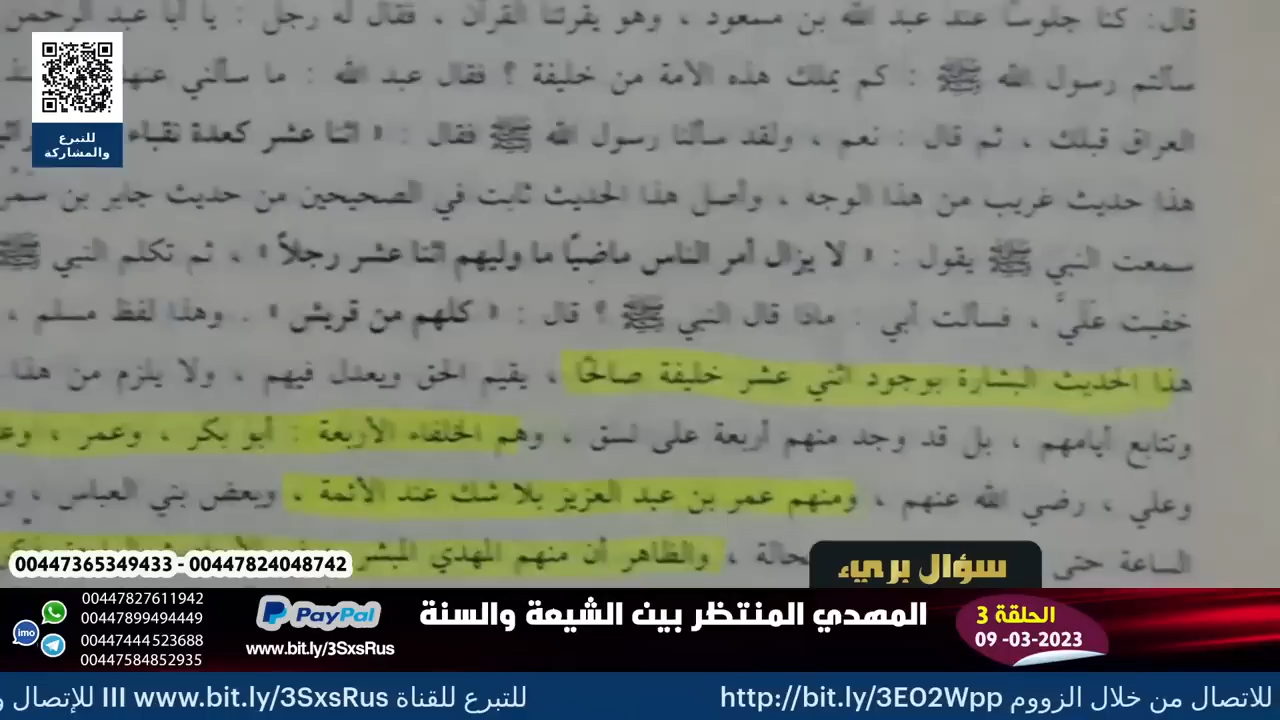 قال: كنا جلوسًا عند عبد الله بن مسعود ، وهو يقرئنا القرآن ، فقال له رجل : يا أبا عبد الرحمن
سألتم رسول الله ﷺ : كم يملك هذه الأمة من خليفة ؟ فقال عبد الله : ما سألني عنها
العراق قبلك ، ثم قال : نعم ، ولقد سألنا رسول الله ﷺ فقال : « اثنا عشر كعدة نقباء
هذا حديث غريب من هذا الوجه ، وأصل هذا الحديث ثابت في الصحيحين من حديث جابر بن
سمعت النبي ﷺ يقول : « لا يزال أمر الناس ماضيًا ما وليهم اثنا عشر رجلاً » ، ثم تكلم النبي ﷺ
خفيت عليَّ ، فسألت أبي : ماذا قال النبي ﷺ ؟ قال : « كلهم من قريش » . وهذا لفظ مسلم ،
هذا الحديث البشارة بوجود اثني عشر خليفة صالحًا ، يقيم الحق ويعدل فيهم ، ولا يلزم من هذا
وتتابع أيامهم ، بل قد وجد منهم أربعة على نسق ، وهم الخلفاء الأربعة : أبو بكر ، وعمر ،
وعلي ، رضي الله عنهم ، ومنهم عمر بن عبد العزيز بلا شك عند الأئمة ، وبعض بني العباس ،
الساعة حتى والظاهر أن منهم المهدي المبشر
للتبرع
والمشاركة
00447365349433 - 00447824048742
سؤال بريء
00447827611942
00447899494449
00447444523688
00447584852935
imo
PayPal
www.bit.ly/3SxsRus
المهدي المنتظر بين الشيعة والسنة
الحلقة 3
09 -03-2023
للاتصال من خلال الزووم http://bit.ly/3EO2Wpp
للتبرع للقناة www.bit.ly/3SxsRus III للإتصال